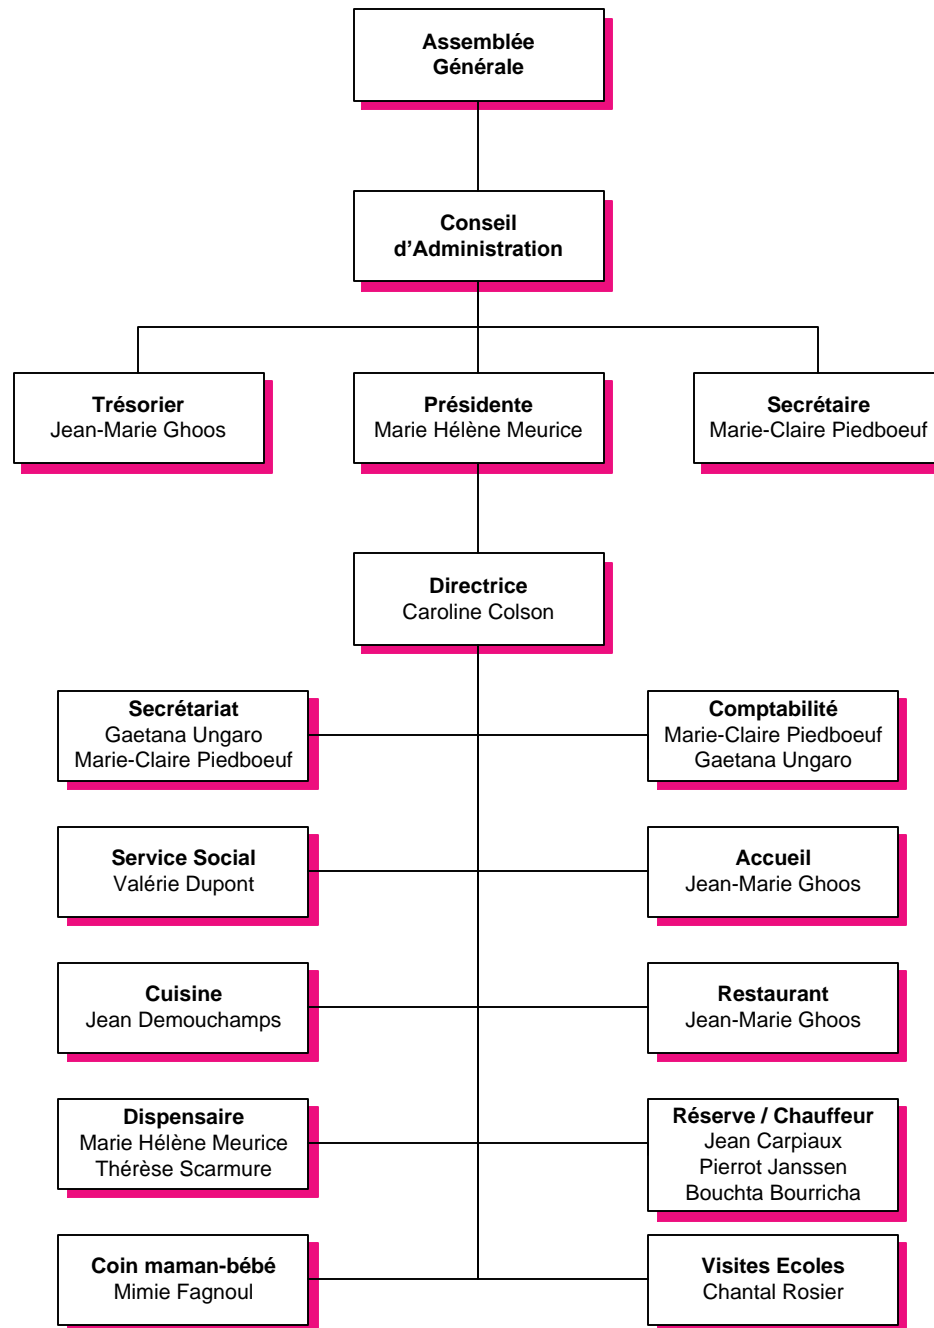 Assemblée
Générale
Conseil
d’Administration
Trésorier
Jean-Marie Ghoos
Présidente
Marie Hélène Meurice
Secrétaire
Marie-Claire Piedboeuf
Directrice
Caroline Colson
Secrétariat
Gaetana Ungaro
Marie-Claire Piedboeuf
Comptabilité
Marie-Claire Piedboeuf
Gaetana Ungaro
Service Social
Valérie Dupont
Accueil
Jean-Marie Ghoos
Cuisine
Jean Demouchamps
Restaurant
Jean-Marie Ghoos
Dispensaire
Marie Hélène Meurice
Thérèse Scarmure
Réserve / Chauffeur
Jean Carpiaux
Pierrot Janssen
Bouchta Bourricha
Coin maman-bébé
Mimie Fagnoul
Visites Ecoles
Chantal Rosier